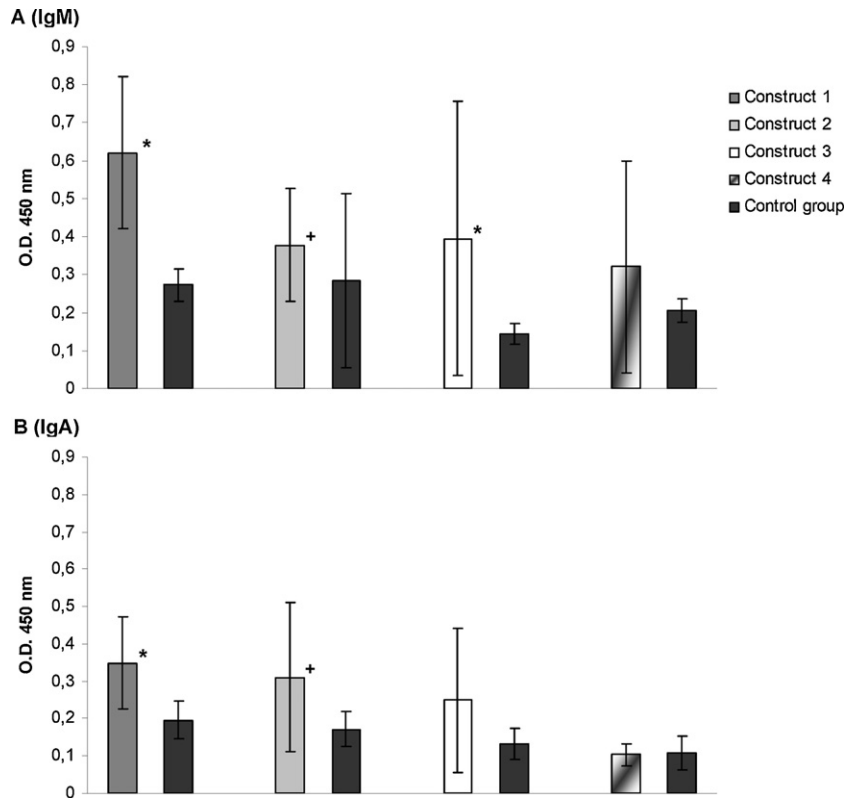 A (IgM)
0,9
0,8
0,7
0,6
0,5
0,4
0,3
0,2
0,1
0
O.D. 450 nm
*
+
*
Construct 1
Construct 2
Construct 3
Construct 4
Control group
B (IgA)
0,9
0,8
0,7
0,6
0,5
0,4
0,3
0,2
0,1
0
O.D. 450 nm
*
+